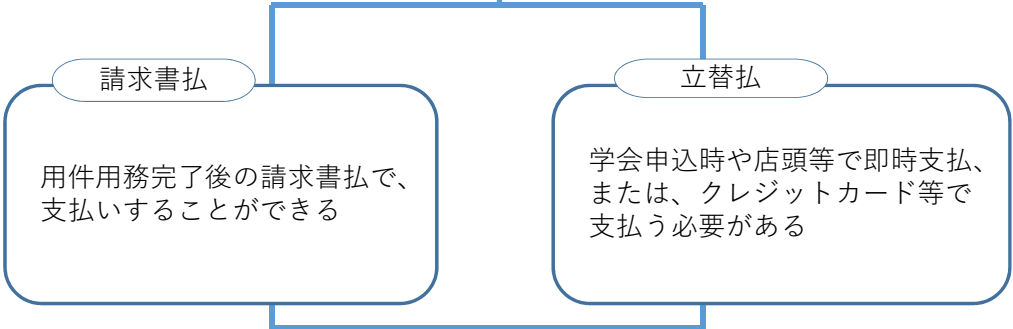 請求書払
用件用務完了後の請求書払で、
支払いすることができる
立替払
学会申込時や店頭等で即時支払、
または、クレジットカード等で
支払う必要がある